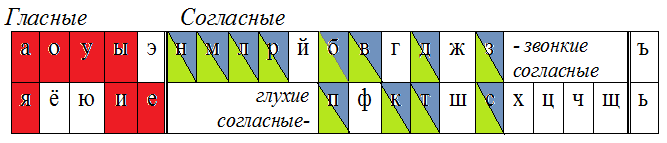 Гласные Согласные
а о у ы э н м л р й б в г д ж з - звонкие согласные ъ
я ё ю и е глухие согласные- п ф к т ш с х ц ч щ ь